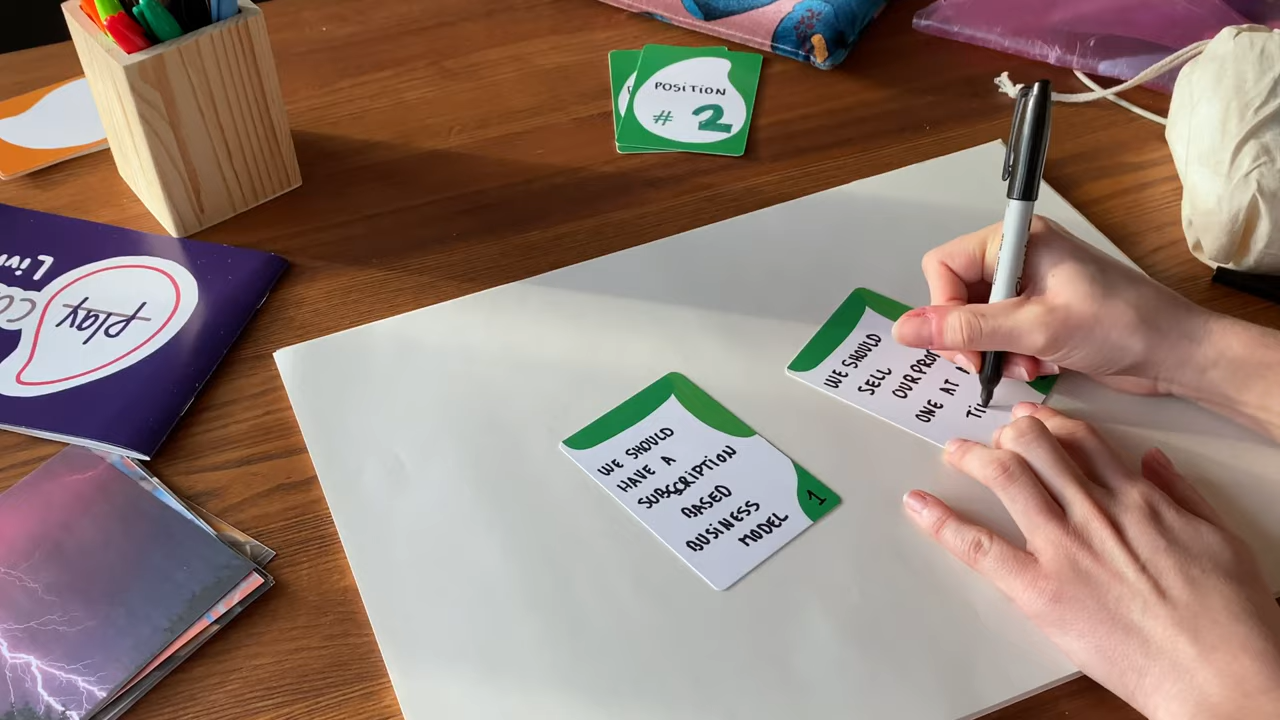 POSITION
# 2
WE SHOULD
HAVE A
SUBSCRIPTION
BASED
BUSINESS
MODEL
1
WE SHOULD
SELL
OUR
ONE AT
play